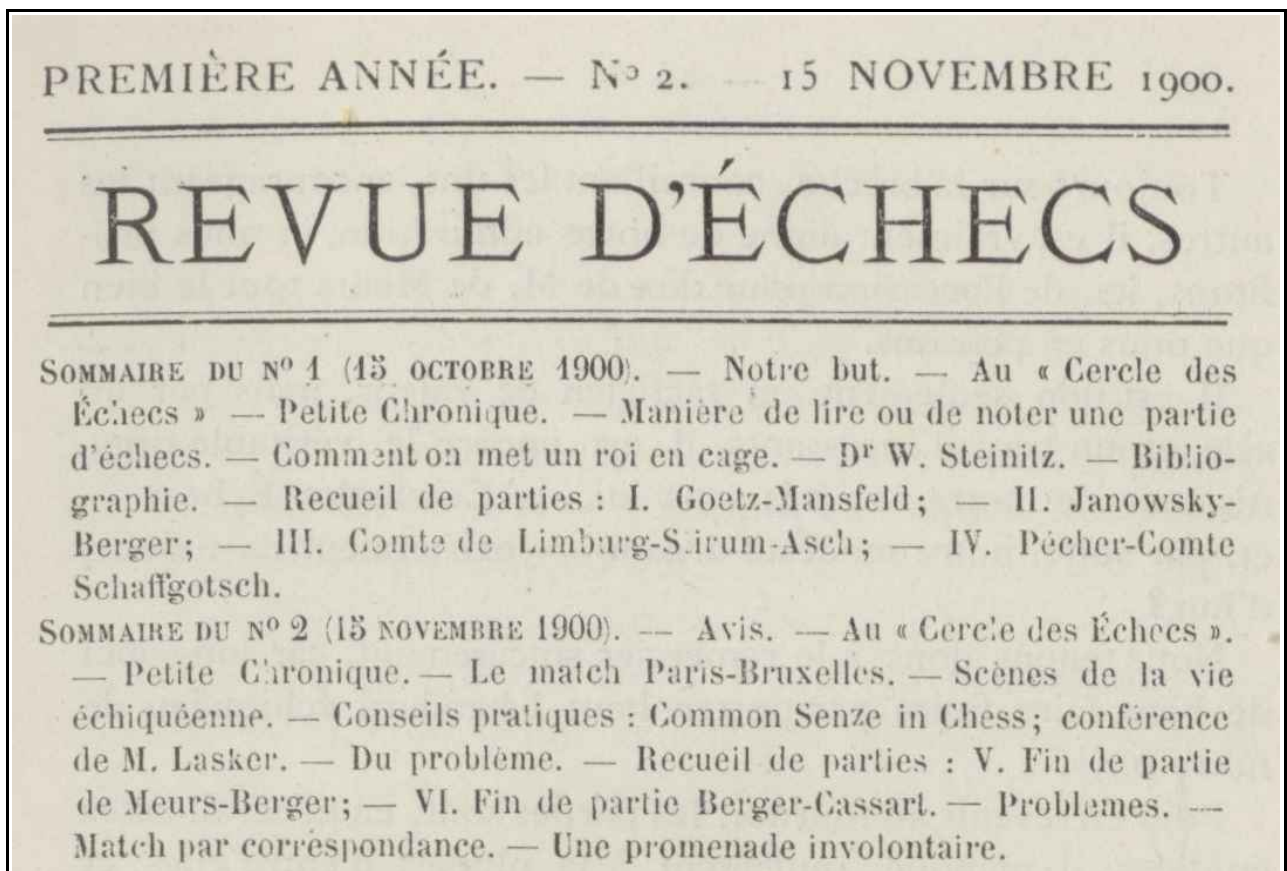 PREMIÈRE ANNÉE. — No 2. — 15 NOVEMBRE 1900.
REVUE D'ÉCHECS
SOMMAIRE DU No 1 (15 OCTOBRE 1900). — Notre but. — Au « Cercle des
Échecs » — Petite Chronique. — Manière de lire ou de noter une partie
d'échecs. — Comment on met un roi en cage. — Dr W. Steinitz. — Biblio-
graphie. — Recueil de parties : I. Goetz-Mansfeld; — II. Janowsky-
Berger; — III. Comte de Limburg-Stirum-Asch; — IV. Pécher-Comte
Schaffgotsch.
SOMMAIRE DU No 2 (15 NOVEMBRE 1900). — Avis. — Au « Cercle des Échecs ».
— Petite Chronique. — Le match Paris-Bruxelles. — Scènes de la vie
échiquéenne. — Conseils pratiques : Common Senze in Chess; conférence
de M. Lasker. — Du problème. — Recueil de parties : V. Fin de partie
de Meurs-Berger; — VI. Fin de partie Berger-Cassart. — Problemes. —
Match par correspondance. — Une promenade involontaire.